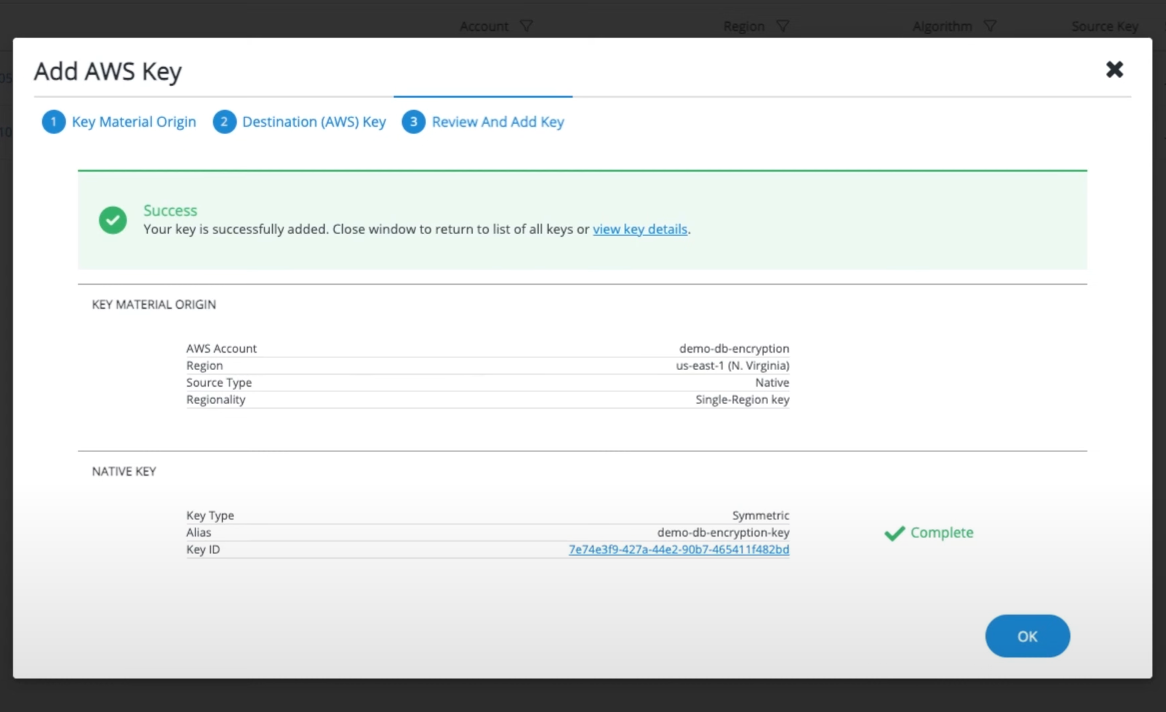 Account Region Algorithm Source Key
Add AWS Key
1 Key Material Origin 2 Destination (AWS) Key 3 Review And Add Key
Success
Your key is successfully added. Close window to return to list of all keys or view key details.
KEY MATERIAL ORIGIN
AWS Account demo-db-encryption
Region us-east-1 (N. Virginia)
Source Type Native
Regionality Single-Region key
NATIVE KEY
Key Type Symmetric
Alias demo-db-encryption-key
Complete
Key ID 7e74e3f9-427a-44e2-90b7-465411f482bd
OK